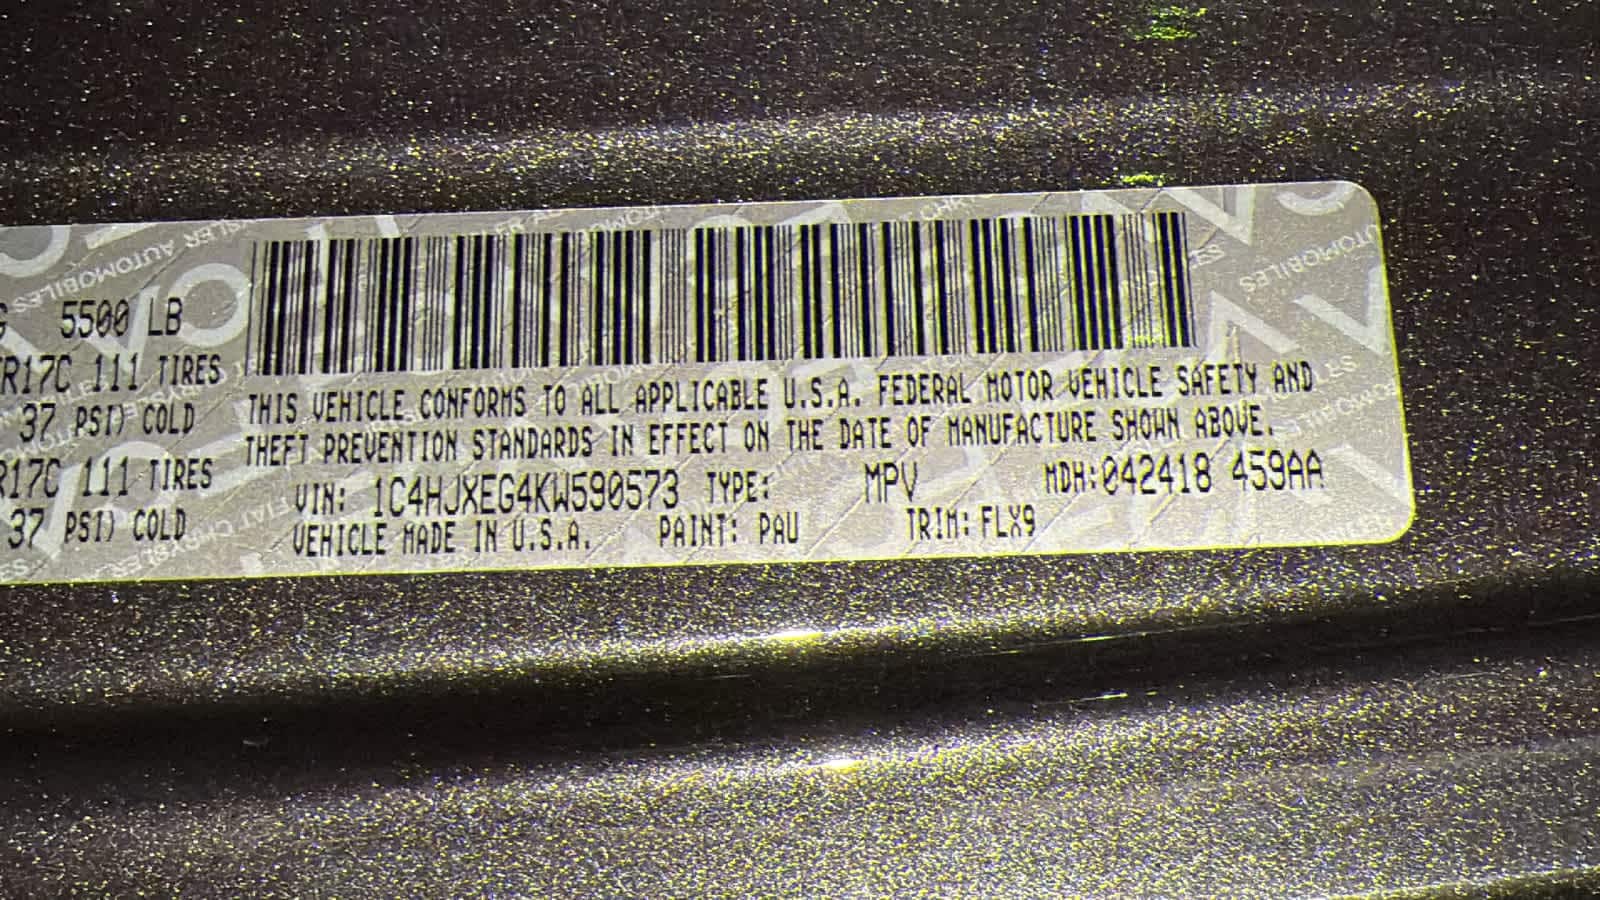 5500 LB
R17C 111 TIRES
37 PSI) COLD
R17C 111 TIRES
37 PSI) COLD
THIS VEHICLE CONFORMS TO ALL APPLICABLE U.S.A. FEDERAL MOTOR VEHICLE SAFETY AND
THEFT PREVENTION STANDARDS IN EFFECT ON THE DATE OF MANUFACTURE SHOWN ABOVE.
VIN: 1C4HJXEG4KW590573 TYPE: MPV MDH:042418 459AA
VEHICLE MADE IN U.S.A. PAINT: PAU TRIM: FLX9